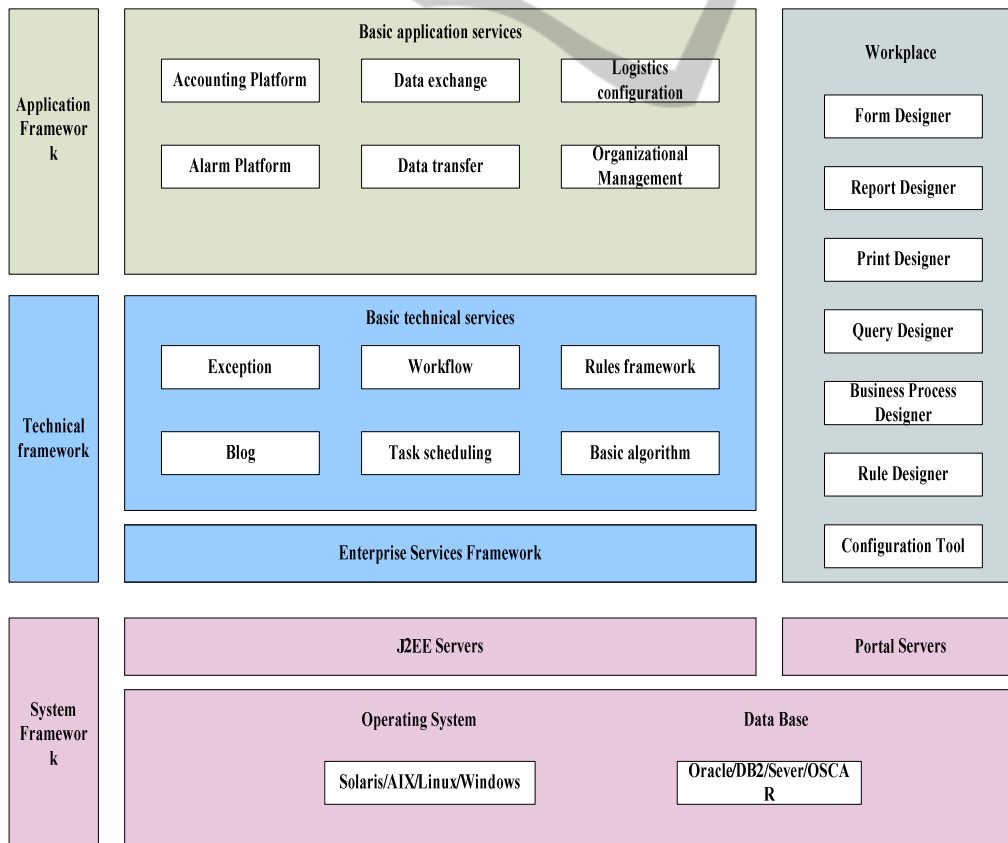 Application
Framewor
k
Basic application services
Accounting Platform
Data exchange
Logistics
configuration
Alarm Platform
Data transfer
Organizational
Management
Workplace
Form Designer
Report Designer
Print Designer
Query Designer
Business Process
Designer
Rule Designer
Configuration Tool
Technical
framework
Basic technical services
Exception
Workflow
Rules framework
Blog
Task scheduling
Basic algorithm
Enterprise Services Framework
System
Framewor
k
J2EE Servers
Portal Servers
Operating System
Data Base
Solaris/AIX/Linux/Windows
Oracle/DB2/Sever/OSCA
R